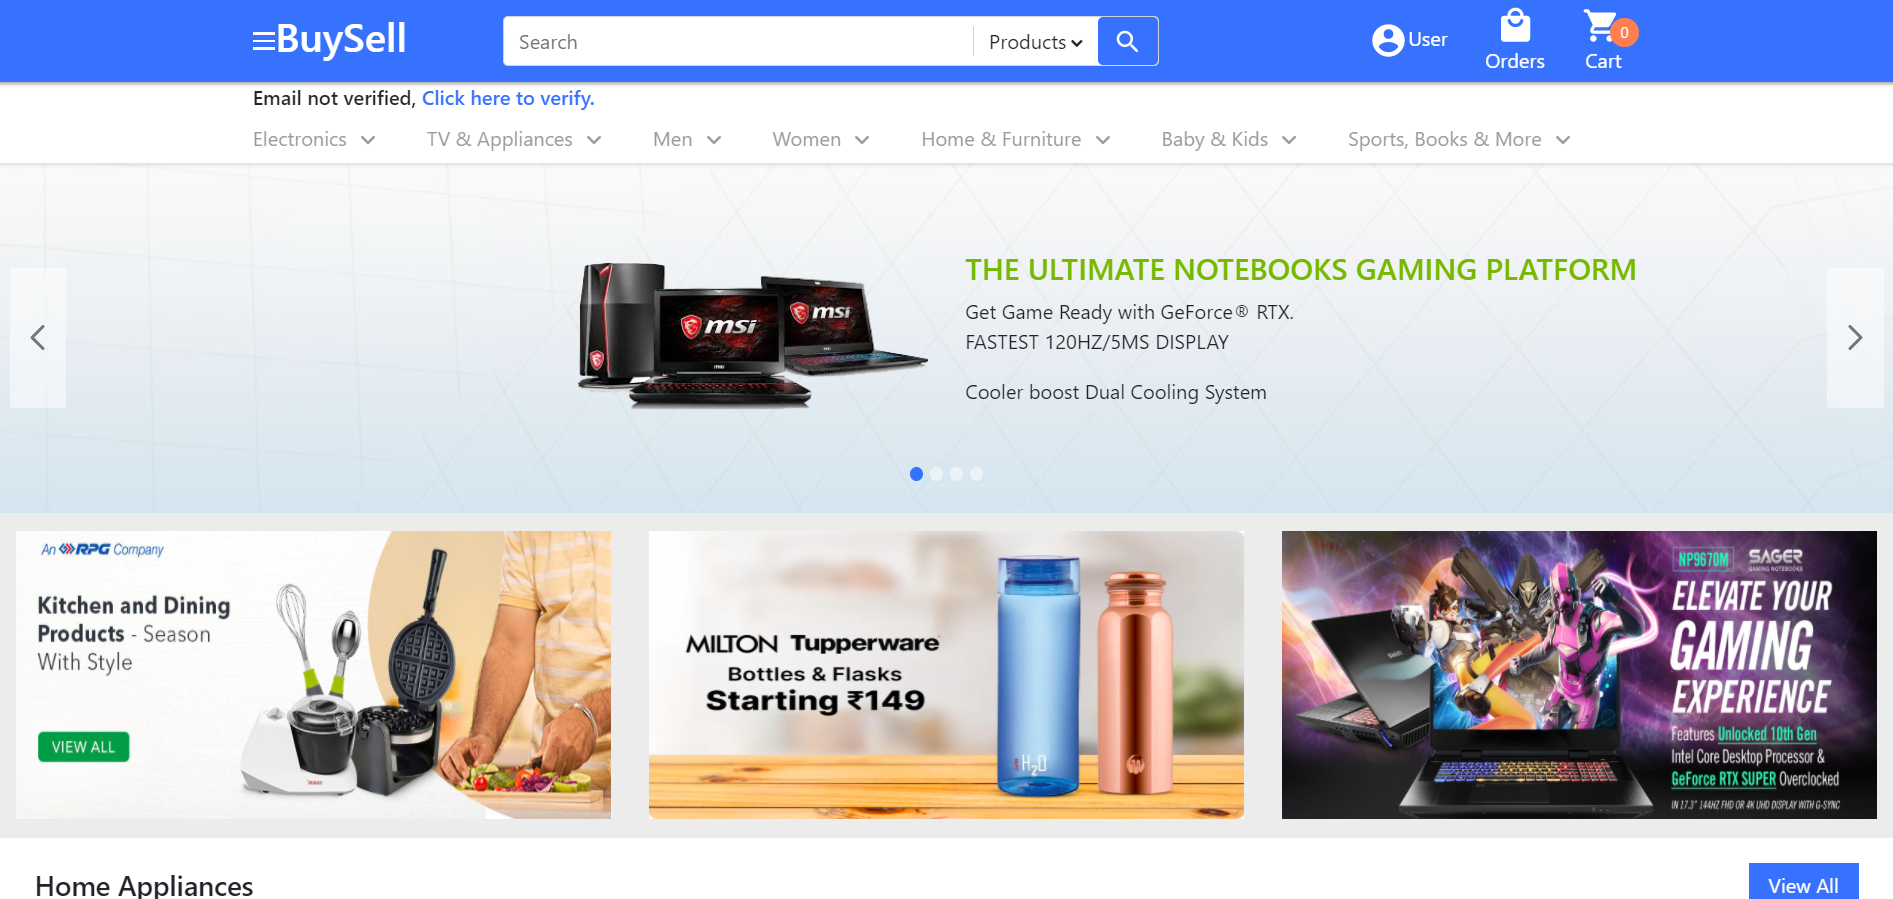 BuySell
Search
Products
User
Orders
0
Cart
Email not verified, Click here to verify.
Electronics
TV & Appliances
Men
Women
Home & Furniture
Baby & Kids
Sports, Books & More
THE ULTIMATE NOTEBOOKS GAMING PLATFORM
Get Game Ready with GeForce® RTX.
FASTEST 120HZ/5MS DISPLAY
Cooler boost Dual Cooling System
msi
msi
An RPG Company
Kitchen and Dining
Products - Season
With Style
VIEW ALL
MILTON Tupperware
Bottles & Flasks
Starting ₹149
H2O
NP9670M
SAGER
GAMING NOTEBOOKS
ELEVATE YOUR
GAMING
EXPERIENCE
Features Unlocked 10th Gen
Intel Core Desktop Processor &
GeForce RTX SUPER Overclocked
IN 17.3" 144HZ FHD OR 4K UHD DISPLAY WITH G-SYNC
Home Appliances
View All